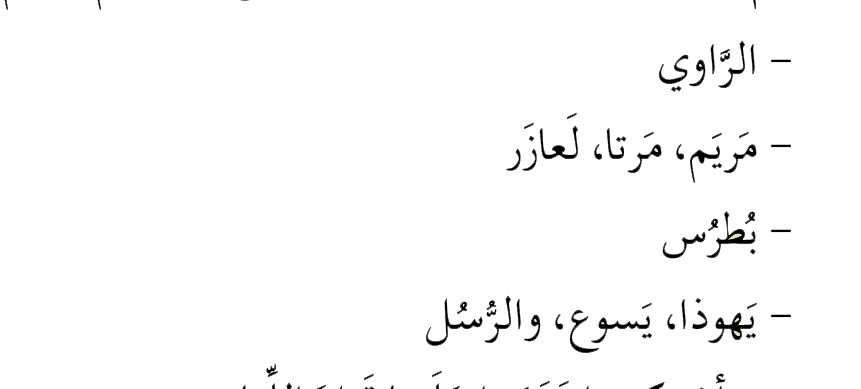 – الرَّاوي
– مَريَم، مَرتا، لَعازَر
– بُطرُس
– يَهوذا، يَسوع، والرُّسُل